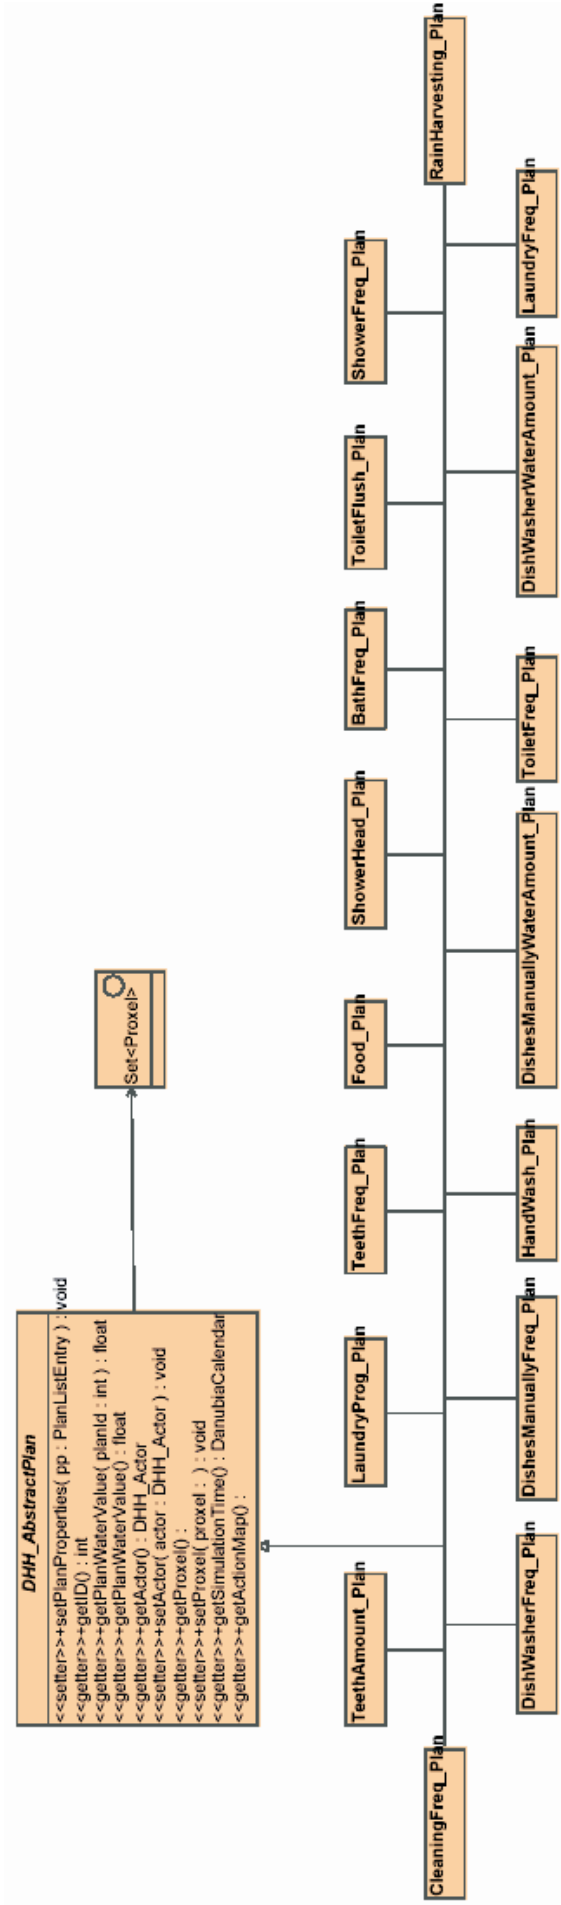 DHH_AbstractPlan
<<setter>>+setPlanProperties( pp : PlanListEntry ) : void
<<getter>>+getID() : int
<<getter>>+getPlanWaterValue( planId : int ) : float
<<getter>>+getPlanWaterValue() : float
<<getter>>+getActor() : DHH_Actor
<<setter>>+setActor( actor : DHH_Actor ) : void
<<getter>>+getProxel() :
<<setter>>+setProxel( proxel : ) : void
<<getter>>+getSimulationTime() : DanubiaCalendar
<<getter>>+getActionMap() :
Set<Proxel>
TeethAmount_Plan
LaundryProg_Plan
TeethFreq_Plan
Food_Plan
ShowerHead_Plan
BathFreq_Plan
ToiletFlush_Plan
ShowerFreq_Plan
CleaningFreq_Plan
RainHarvesting_Plan
DishWasherFreq_Plan
DishesManuallyFreq_Plan
HandWash_Plan
DishesManuallyWaterAmount_Plan
ToiletFreq_Plan
DishWasherWaterAmount_Plan
LaundryFreq_Plan